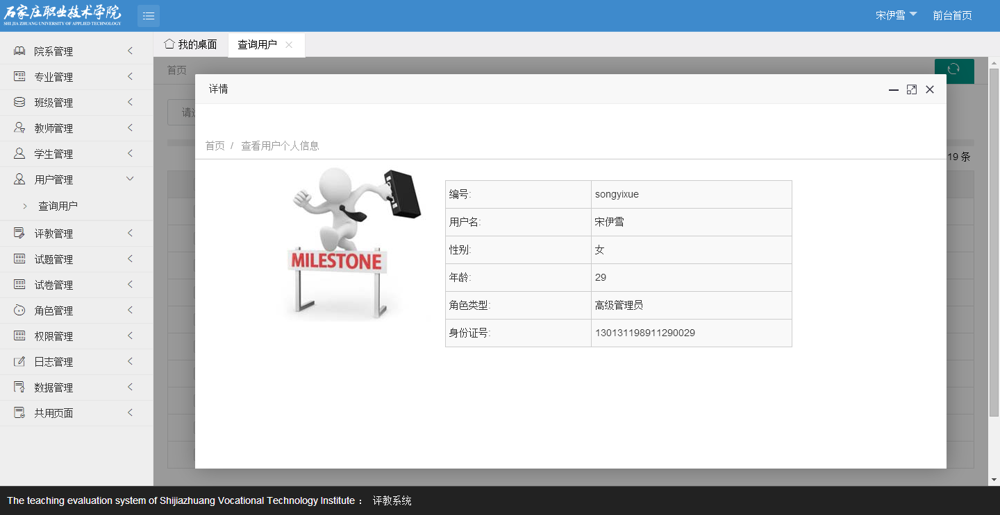 石家庄职业技术学院
SHI JIA ZHUANG UNIVERSITY OF APPLIED TECHNOLOGY
宋伊雪
前台首页
院系管理
专业管理
班级管理
教师管理
学生管理
用户管理
查询用户
评教管理
试题管理
试卷管理
角色管理
权限管理
日志管理
数据管理
共用页面
我的桌面
查询用户
首页
19 条
详情
首页 / 查看用户个人信息
MILESTONE
编号: songyixue
用户名: 宋伊雪
性别: 女
年龄: 29
角色类型: 高级管理员
身份证号: 130131198911290029
The teaching evaluation system of Shijiazhuang Vocational Technology Institute： 评教系统